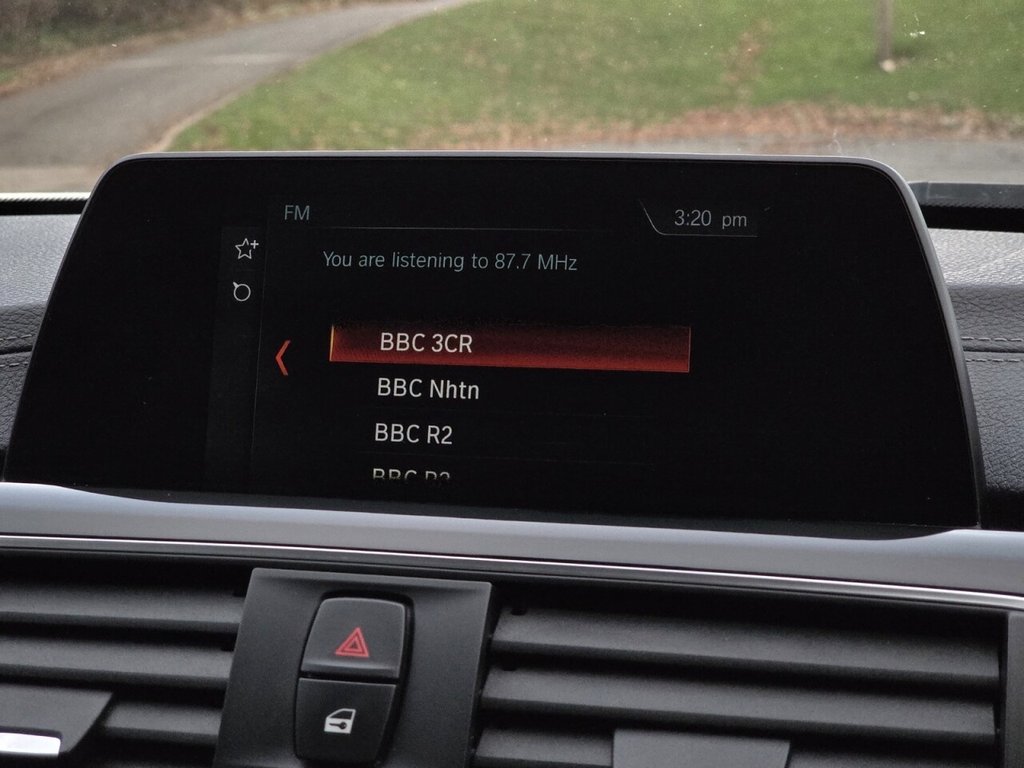 FM
3:20 pm
You are listening to 87.7 MHz
BBC 3CR
BBC Nhtn
BBC R2